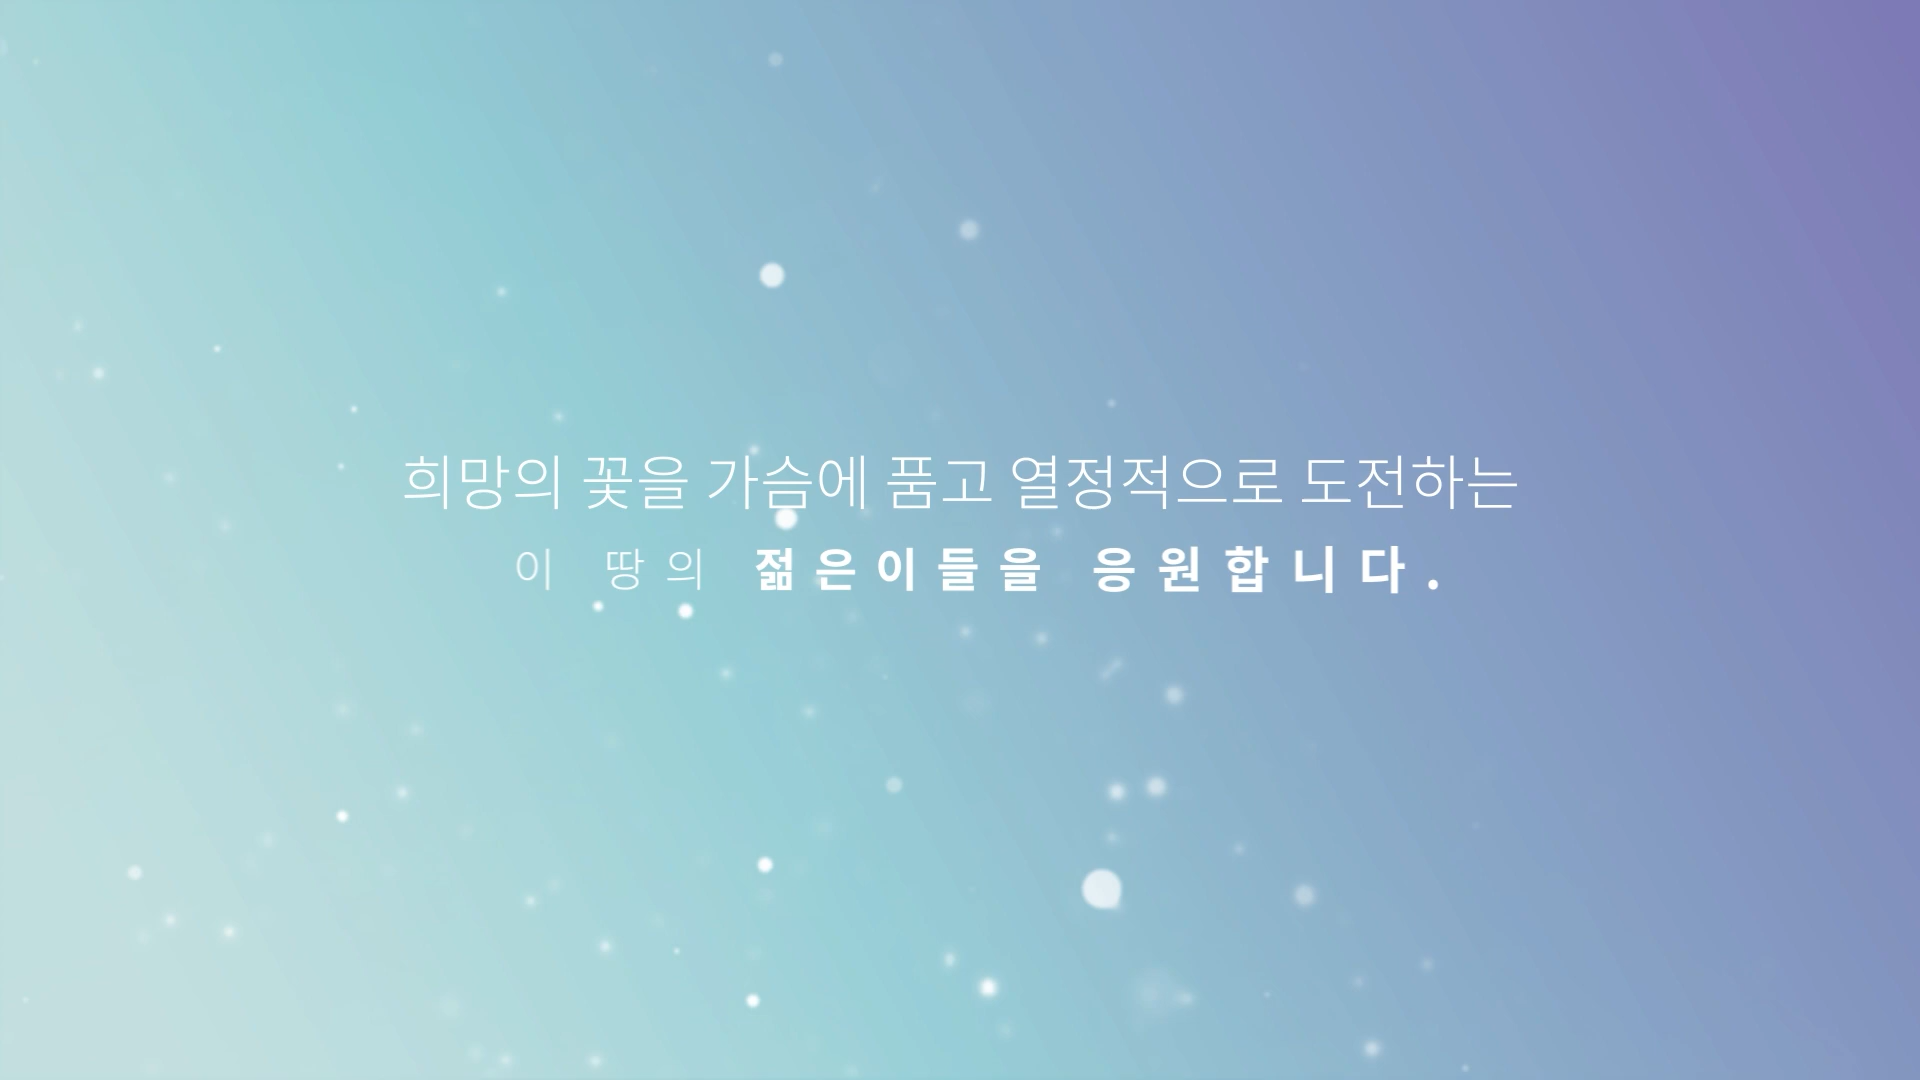 희망의 꽃을 가슴에 품고 열정적으로 도전하는
이 땅의 젊은이들을 응원합니다.